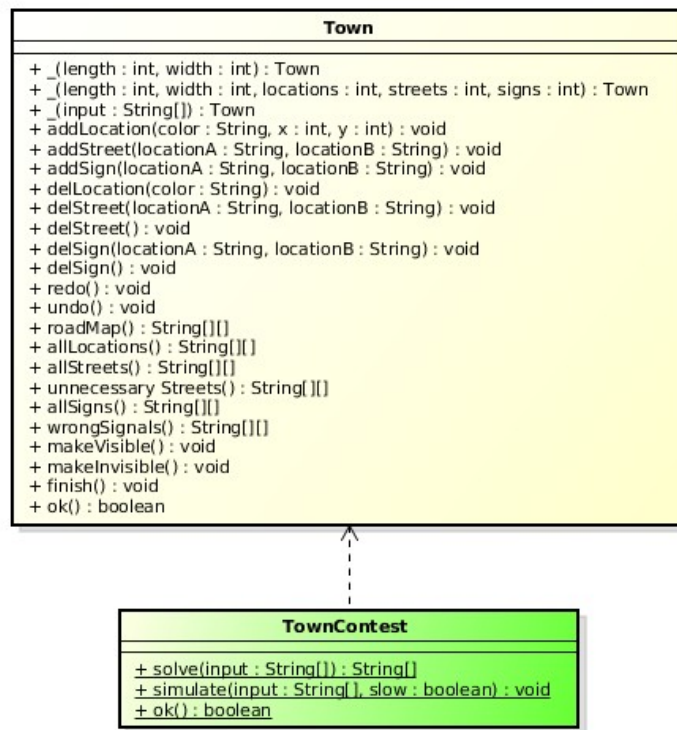 Town
+ _(length : int, width : int) : Town
+ _(length : int, width : int, locations : int, streets : int, signs : int) : Town
+ _(input : String[]) : Town
+ addLocation(color : String, x : int, y : int) : void
+ addStreet(locationA : String, locationB : String) : void
+ addSign(locationA : String, locationB : String) : void
+ delLocation(color : String) : void
+ delStreet(locationA : String, locationB : String) : void
+ delStreet() : void
+ delSign(locationA : String, locationB : String) : void
+ delSign() : void
+ redo() : void
+ undo() : void
+ roadMap() : String[][]
+ allLocations() : String[][]
+ allStreets() : String[][]
+ unnecessary Streets() : String[][]
+ allSigns() : String[][]
+ wrongSignals() : String[][]
+ makeVisible() : void
+ makeInvisible() : void
+ finish() : void
+ ok() : boolean
TownContest
+ solve(input : String[]) : String[]
+ simulate(input : String[], slow : boolean) : void
+ ok() : boolean